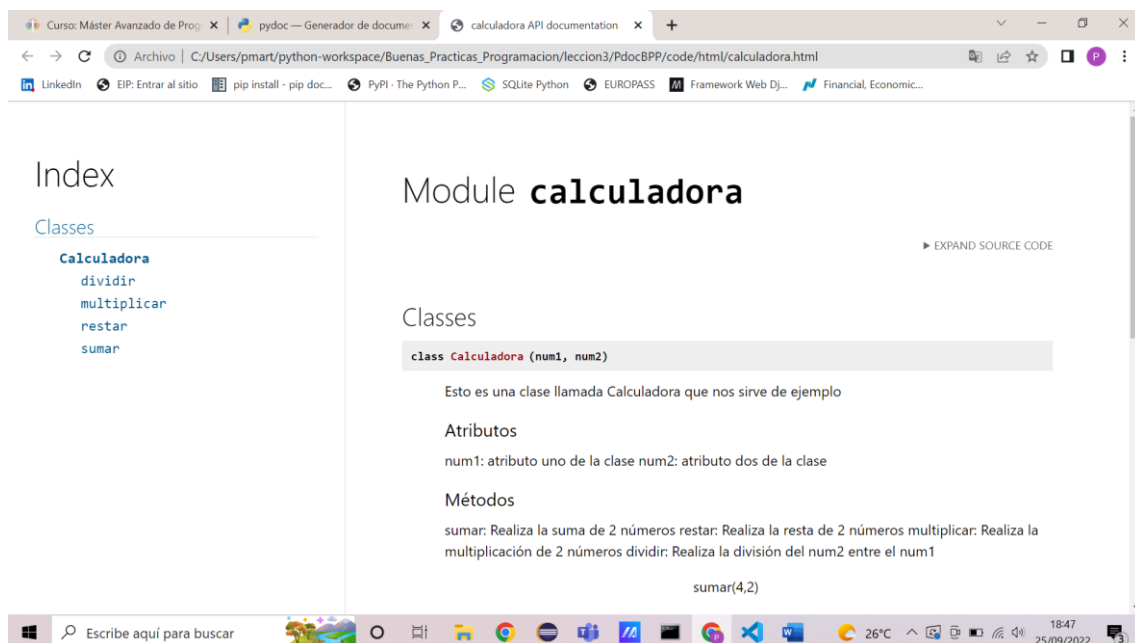 Curso: Máster Avanzado de Prog
pydoc — Generador de documen
calculadora API documentation
Archivo | C:/Users/pmart/python-workspace/Buenas_Practicas_Programacion/leccion3/PdocBPP/code/html/calculadora.html
P
LinkedIn EIP: Entrar al sitio pip install - pip doc... PyPI · The Python P... SQLite Python EUROPASS Framework Web Dj... Financial, Economic...
Index
Classes
Calculadora
dividir
multiplicar
restar
sumar
Module calculadora
EXPAND SOURCE CODE
Classes
class Calculadora (num1, num2)
Esto es una clase llamada Calculadora que nos sirve de ejemplo
Atributos
num1: atributo uno de la clase num2: atributo dos de la clase
Métodos
sumar: Realiza la suma de 2 números restar: Realiza la resta de 2 números multiplicar: Realiza la
multiplicación de 2 números dividir: Realiza la división del num2 entre el num1
sumar(4,2)
Escribe aquí para buscar
26°C
18:47
25/09/2022